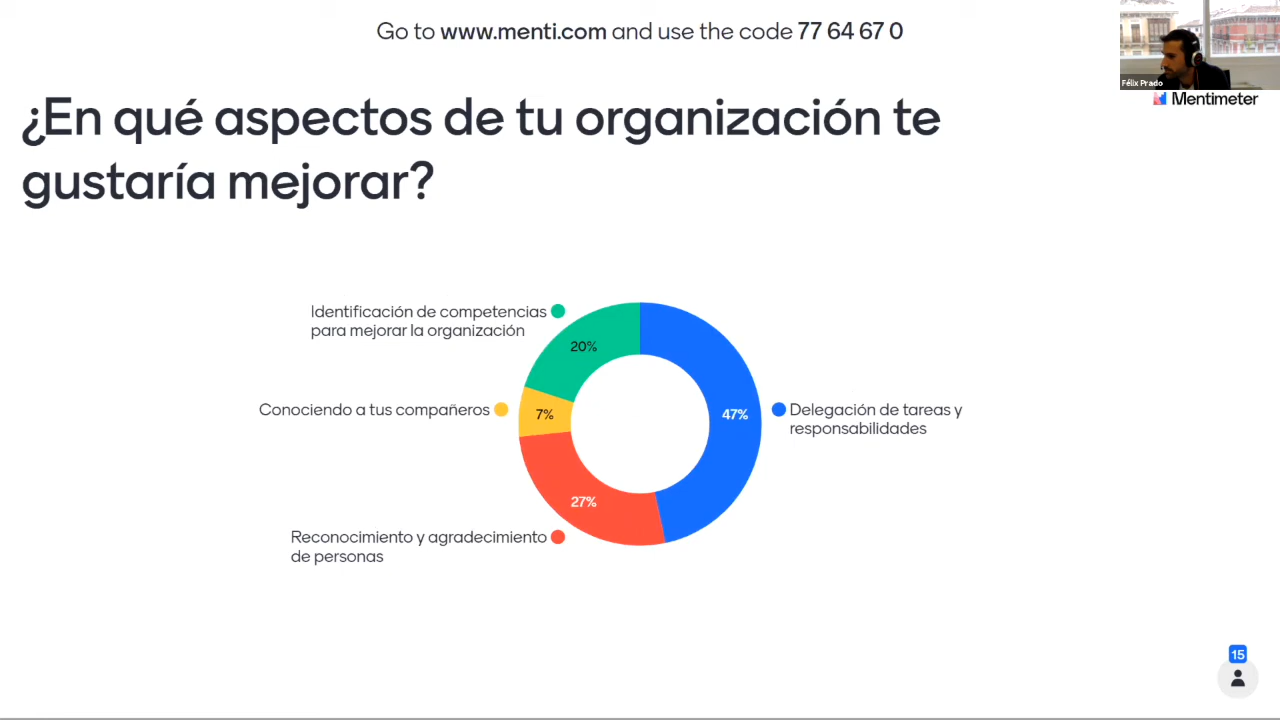 Go to www.menti.com and use the code 77 64 67 0
Félix Prado
Mentimeter
¿En qué aspectos de tu organización te
gustaría mejorar?
Identificación de competencias
para mejorar la organización
20%
Conociendo a tus compañeros
7%
47%
Delegación de tareas y
responsabilidades
27%
Reconocimiento y agradecimiento
de personas
15